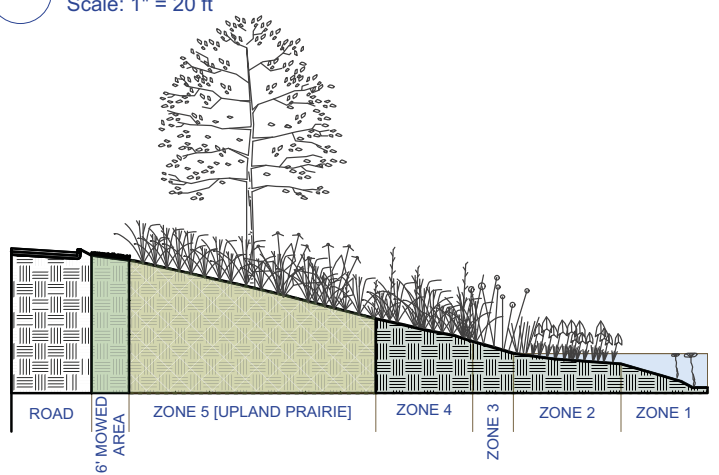 Scale: 1" = 20 ft
ROAD
6' MOWED
AREA
ZONE 5 [UPLAND PRAIRIE]
ZONE 4
ZONE 3
ZONE 2
ZONE 1